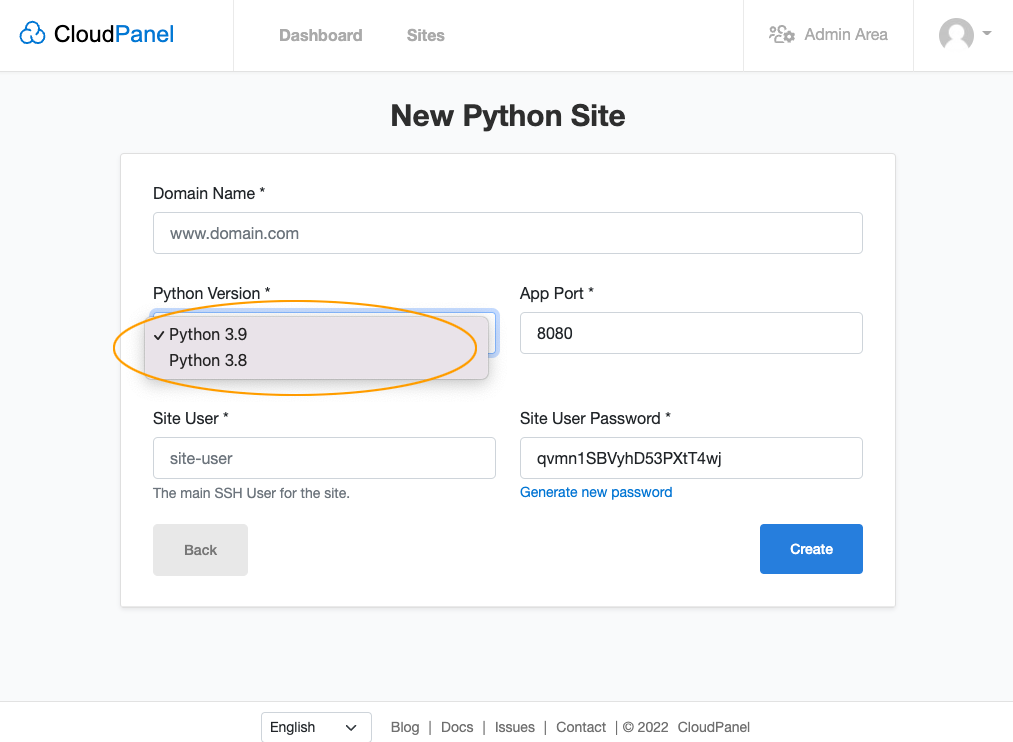 CloudPanel Dashboard Sites Admin Area
New Python Site
Domain Name *
www.domain.com
Python Version * App Port *
✓ Python 3.9 8080
Python 3.8
Site User * Site User Password *
site-user qvmn1SBVyhD53PXtT4wj
The main SSH User for the site. Generate new password
Back Create
English Blog | Docs | Issues | Contact | © 2022 CloudPanel